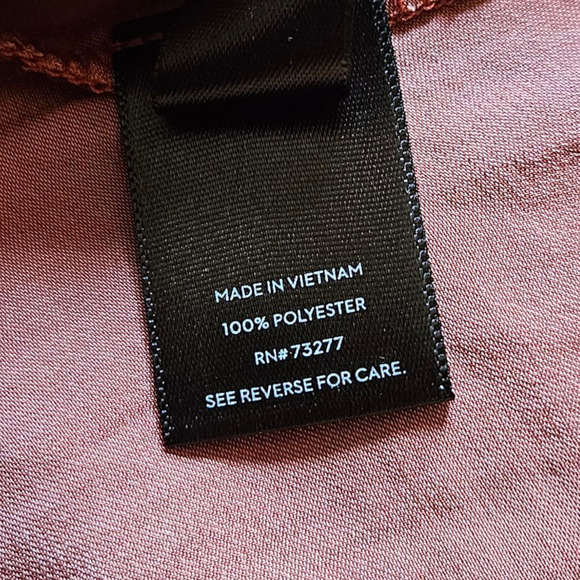 MADE IN VIETNAM
100% POLYESTER
RN#73277
SEE REVERSE FOR CARE.